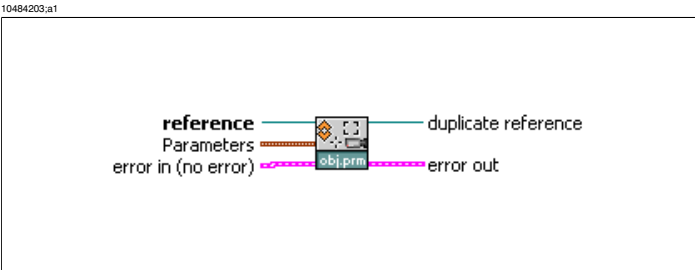 10484203;a1
reference
duplicate reference
Parameters
obj.prm
error in (no error)
error out